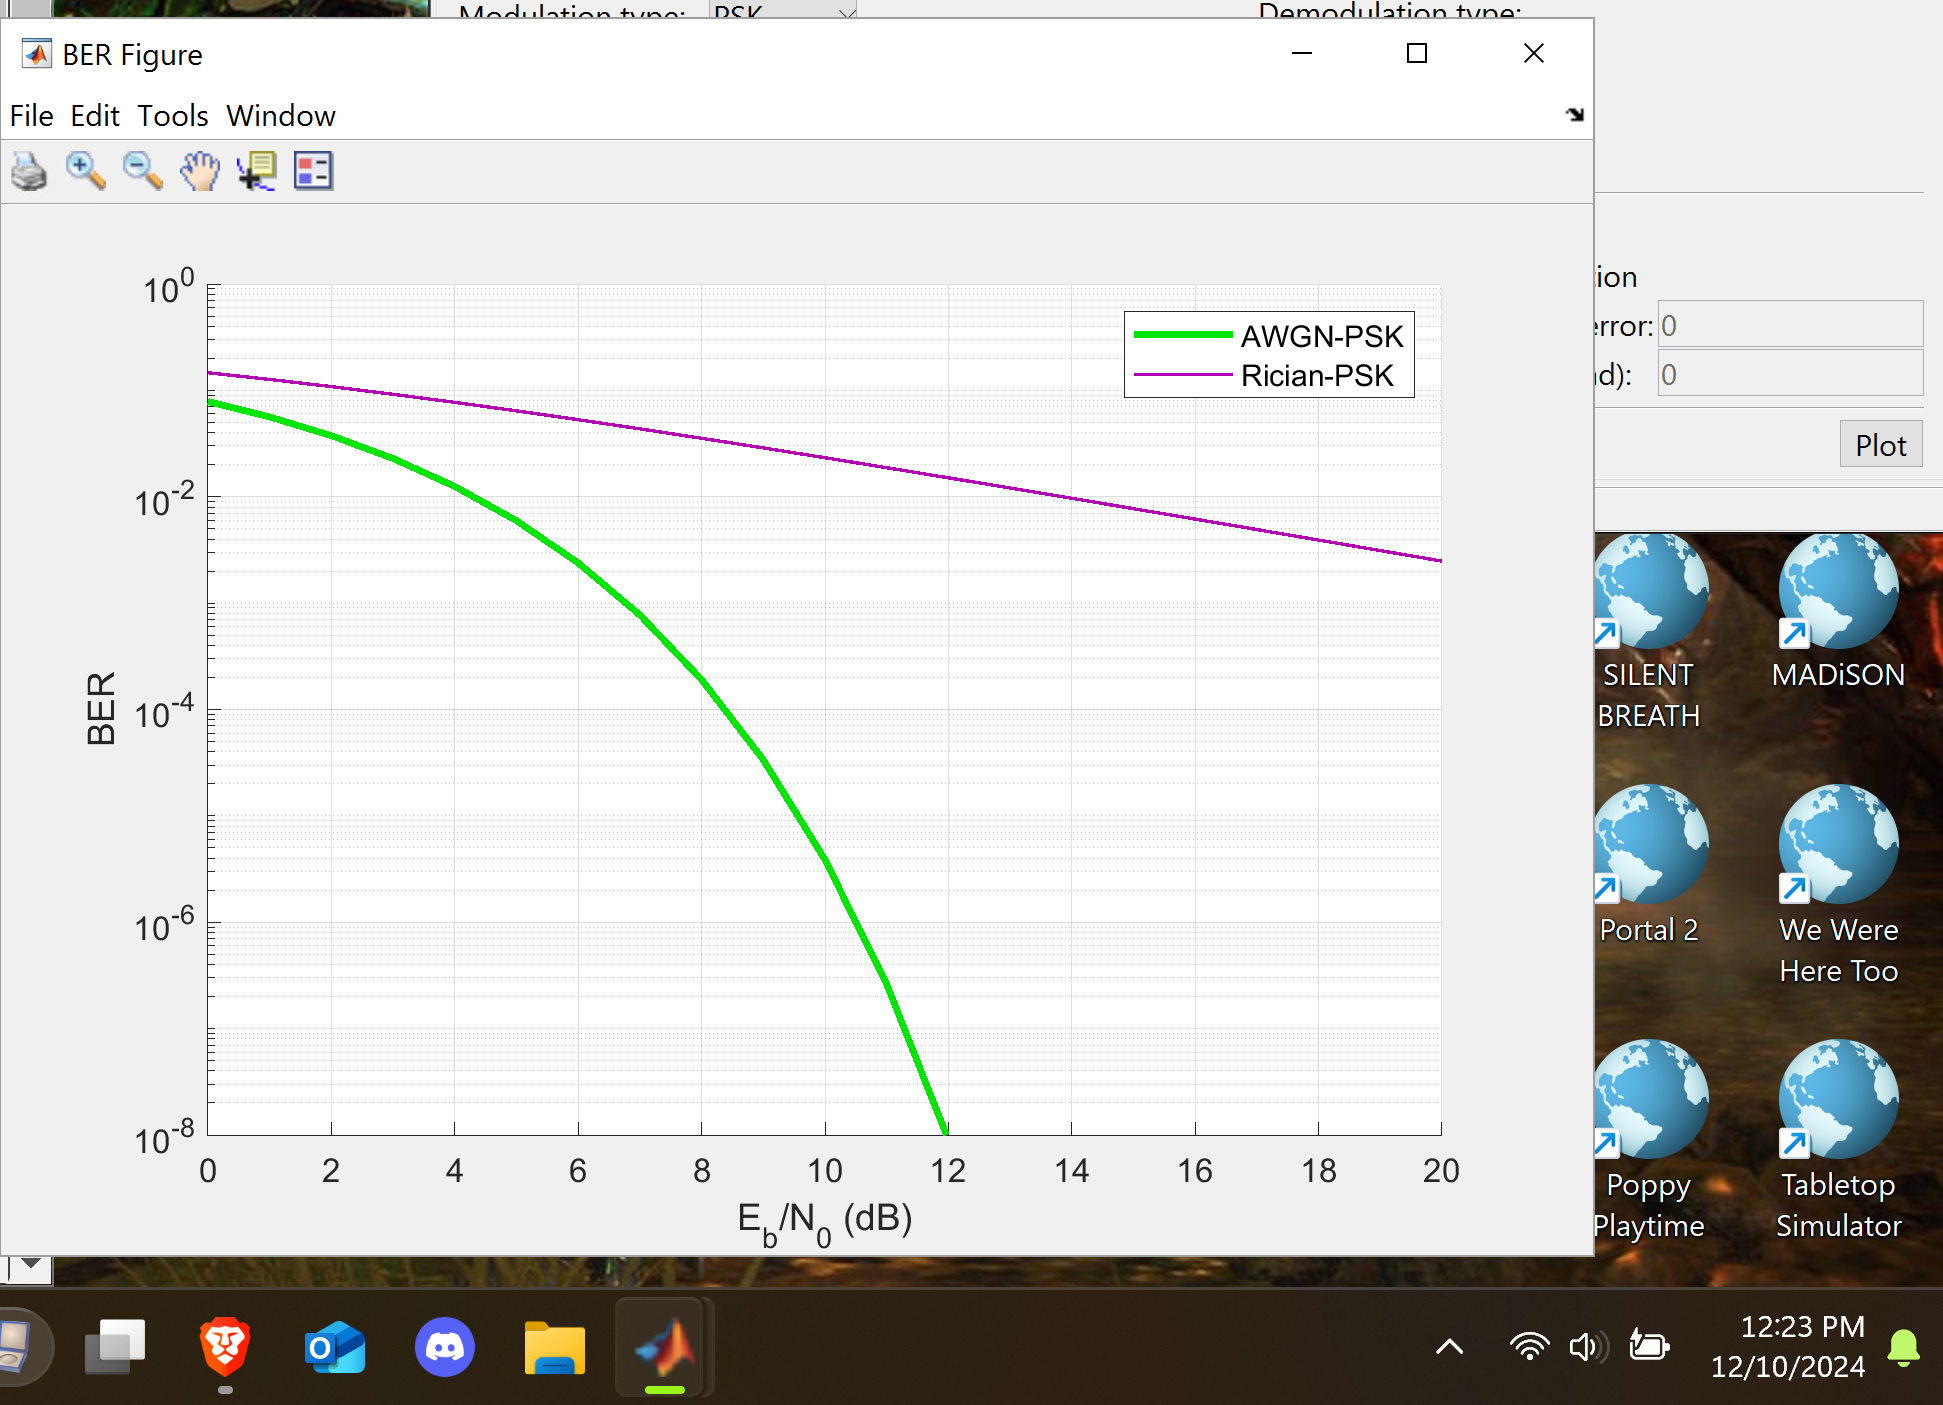 Modulation type: PSK
Demodulation type:
BER Figure
File Edit Tools Window
10^0
10^-2
10^-4
10^-6
10^-8
BER
AWGN-PSK
Rician-PSK
0 2 4 6 8 10 12 14 16 18 20
E_b/N_0 (dB)
tion
error: 0
nd): 0
Plot
SILENT
BREATH
MADiSON
Portal 2
We Were
Here Too
Poppy
Playtime
Tabletop
Simulator
12:23 PM
12/10/2024